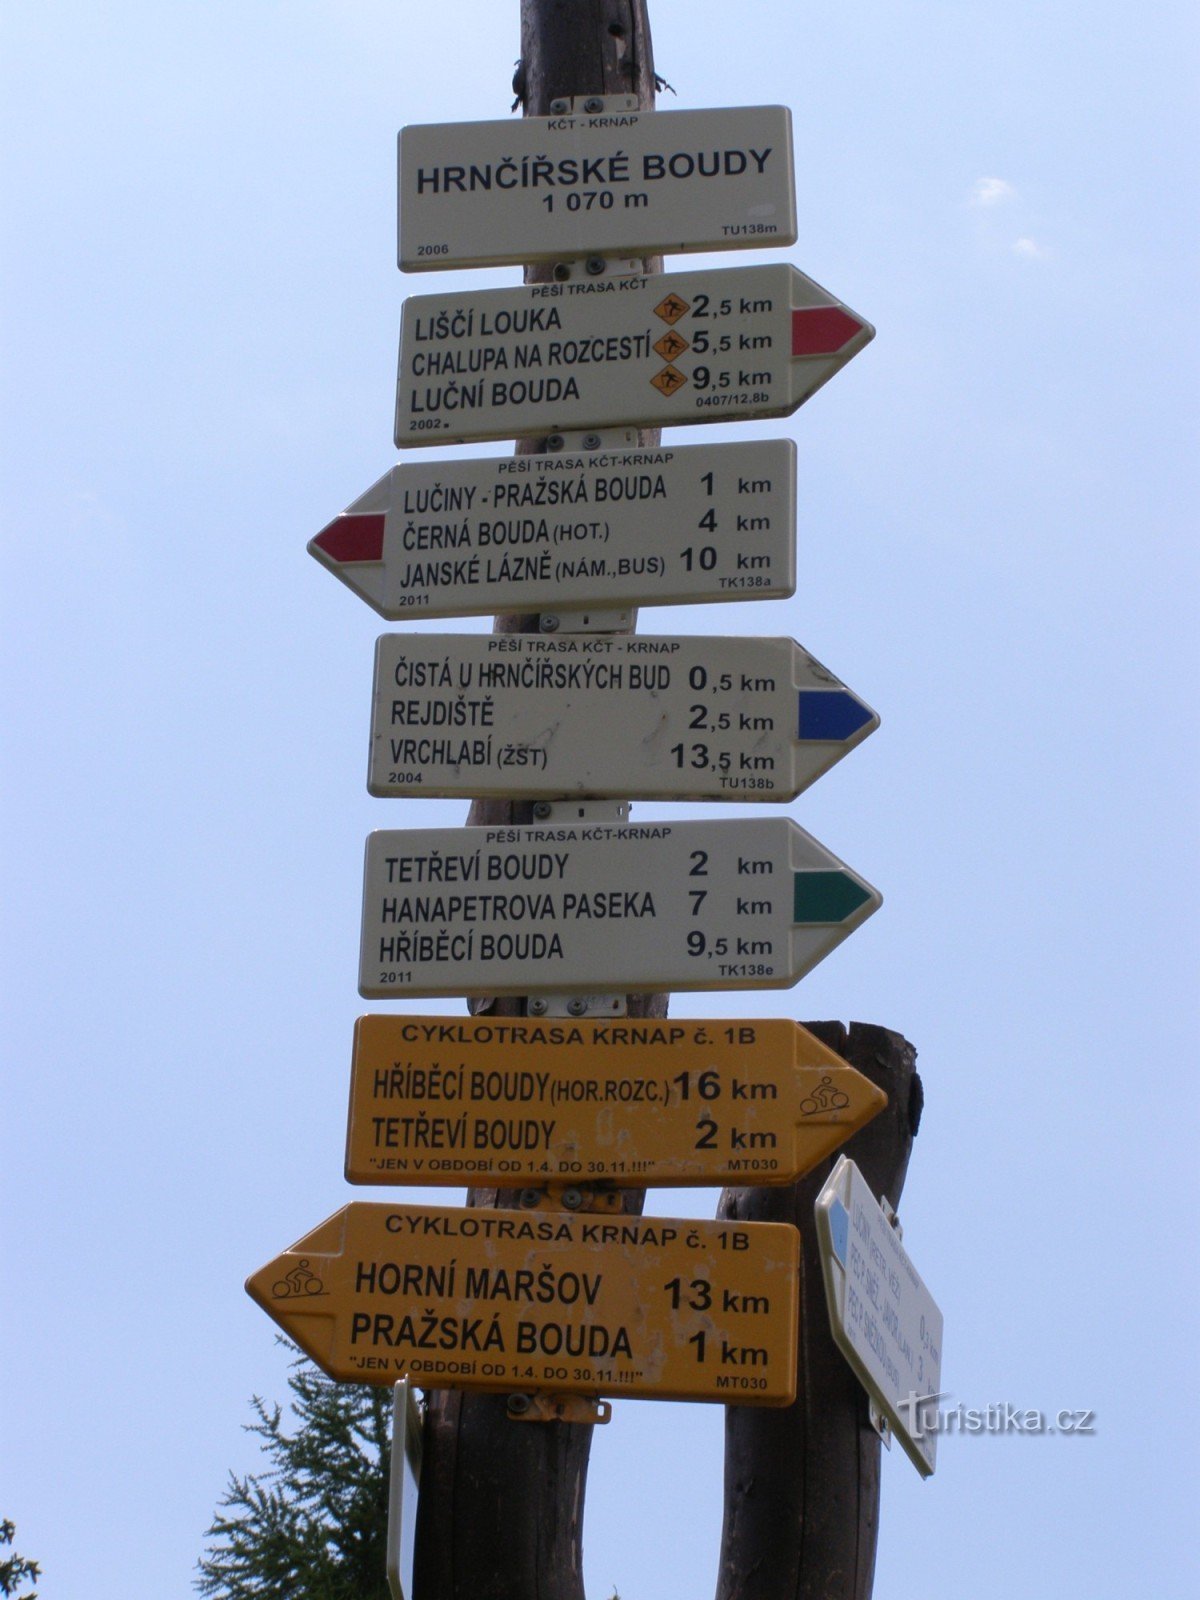 KČT - KRNAP
HRNČÍŘSKÉ BOUDY
1 070 m
2006 TU138m
PĚŠÍ TRASA KČT
LIŠČÍ LOUKA 2,5 km
CHALUPA NA ROZCESTÍ 5,5 km
LUČNÍ BOUDA 9,5 km
2002 0407/12.8b
PĚŠÍ TRASA KČT-KRNAP
LUČINY - PRAŽSKÁ BOUDA 1 km
ČERNÁ BOUDA (HOT.) 4 km
JANSKÉ LÁZNĚ (NÁM.,BUS) 10 km
2011 TK138a
PĚŠÍ TRASA KČT - KRNAP
ČISTÁ U HRNČÍŘSKÝCH BUD 0,5 km
REJDIŠTĚ 2,5 km
VRCHLABÍ (ŽST) 13,5 km
2004 TU138b
PĚŠÍ TRASA KČT-KRNAP
TETŘEVÍ BOUDY 2 km
HANAPETROVA PASEKA 7 km
HŘÍBĚCÍ BOUDA 9,5 km
2011 TK138e
CYKLOTRASA KRNAP č. 1B
HŘÍBĚCÍ BOUDY (HOR.ROZC.) 16 km
TETŘEVÍ BOUDY 2 km
"JEN V OBDOBÍ OD 1.4. DO 30.11.!!!" MT030
CYKLOTRASA KRNAP č. 1B
HORNÍ MARŠOV 13 km
PRAŽSKÁ BOUDA 1 km
"JEN V OBDOBÍ OD 1.4. DO 30.11.!!!" MT030
LUČINY
PEC P. SNĚŽ. 3
PEC P. SNĚŽKOU
Turistika.cz